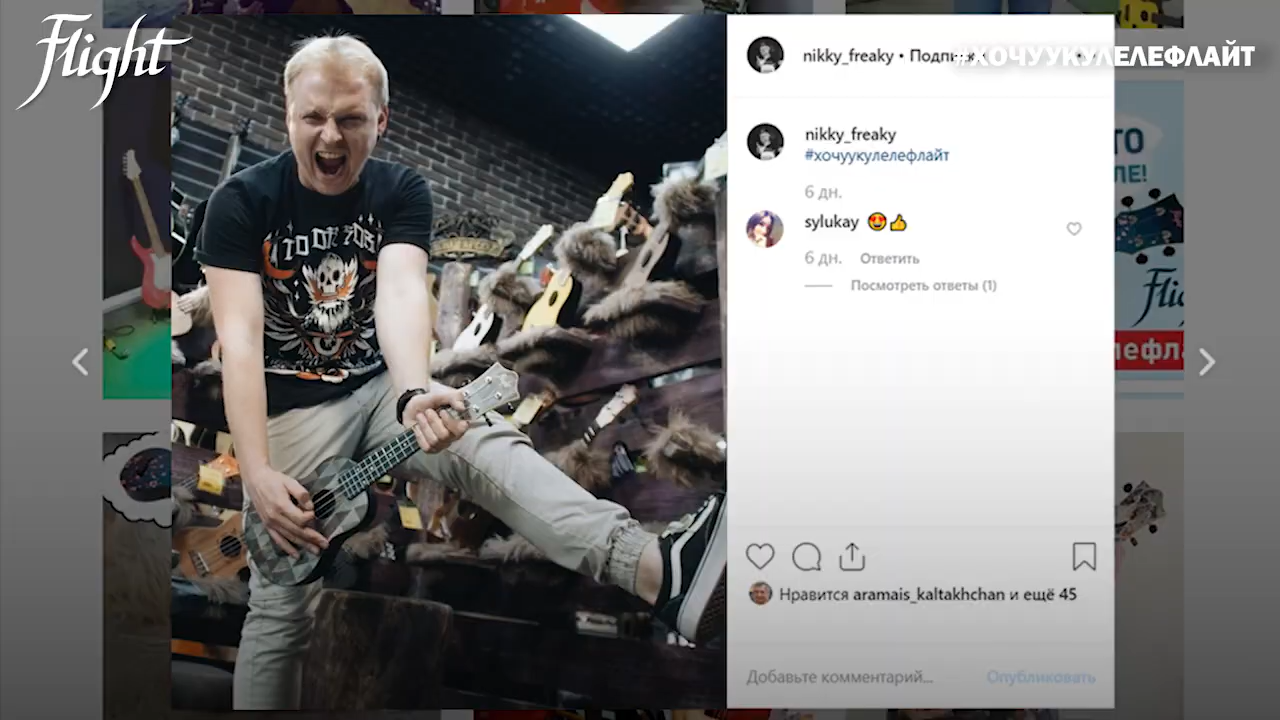 Flight
#ХОЧУУКУЛЕЛЕФЛАЙТ
nikky_freaky •
nikky_freaky
#хочуукулелефлайт
6 дн.
sylukay 😍👍
6 дн. Ответить
Посмотреть ответы (1)
Нравится aramais_kaltakhchan и ещё 45
Добавьте комментарий...
Опубликовать